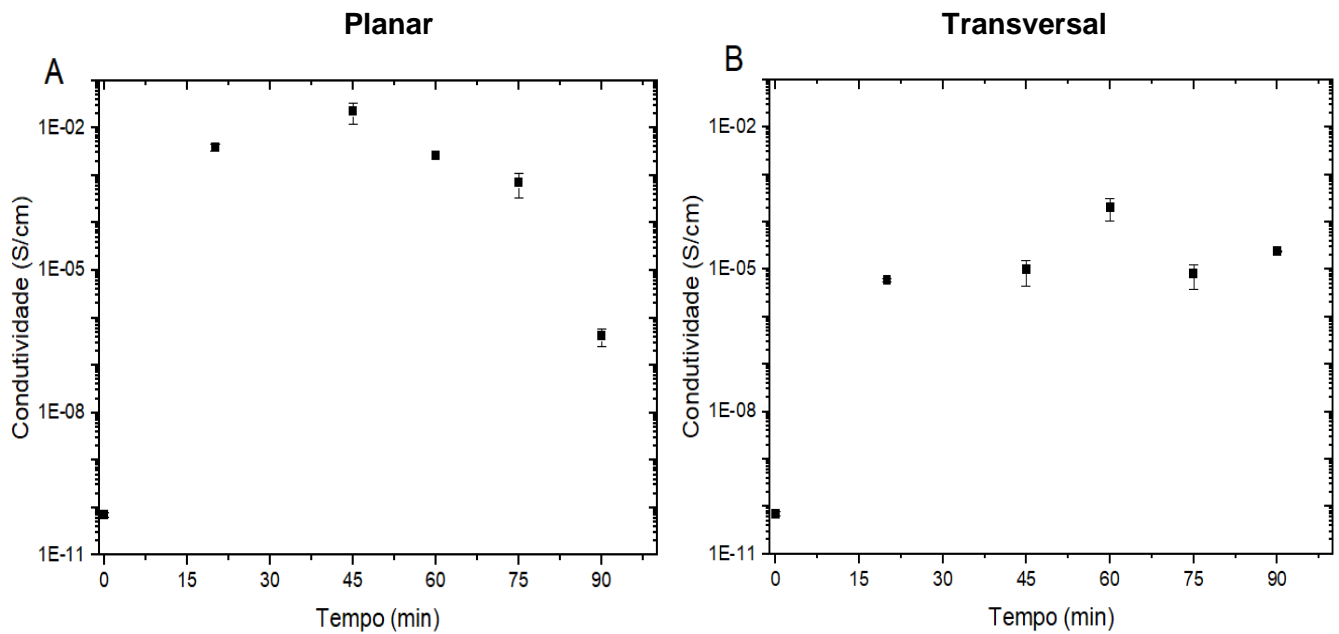 Planar
Transversal
A
1E-02
1E-05
1E-08
1E-11
Condutividade (S/cm)
0 15 30 45 60 75 90
Tempo (min)
B
1E-02
1E-05
1E-08
1E-11
Condutividade (S/cm)
0 15 30 45 60 75 90
Tempo (min)